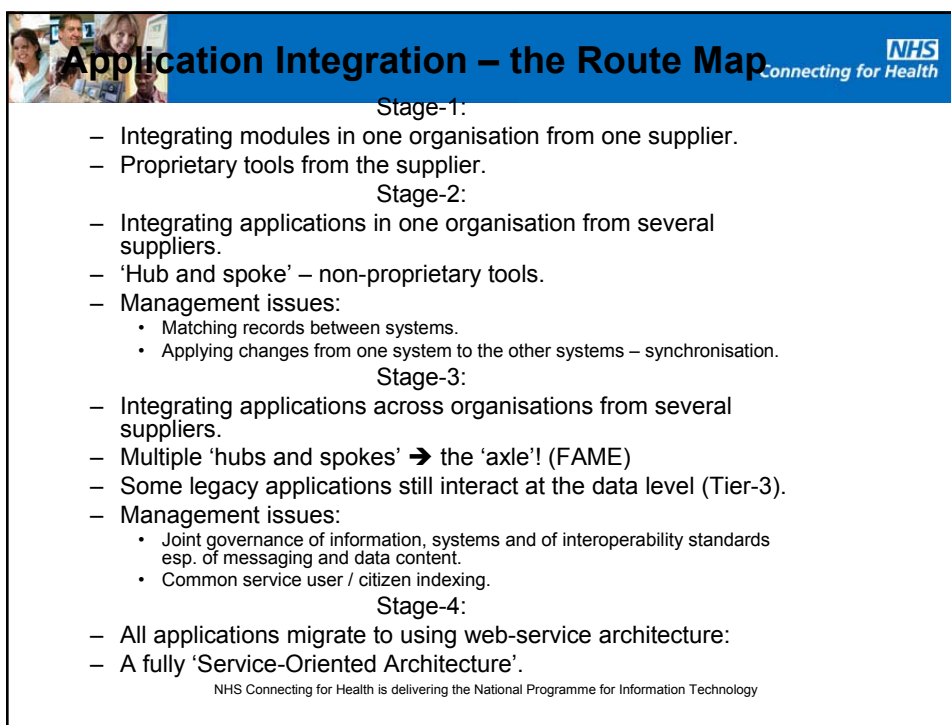 Application Integration – the Route Map
NHS
Connecting for Health
Stage-1:
– Integrating modules in one organisation from one supplier.
– Proprietary tools from the supplier.
Stage-2:
– Integrating applications in one organisation from several
suppliers.
– ‘Hub and spoke’ – non-proprietary tools.
– Management issues:
• Matching records between systems.
• Applying changes from one system to the other systems – synchronisation.
Stage-3:
– Integrating applications across organisations from several
suppliers.
– Multiple ‘hubs and spokes’ ➔ the ‘axle’! (FAME)
– Some legacy applications still interact at the data level (Tier-3).
– Management issues:
• Joint governance of information, systems and of interoperability standards
esp. of messaging and data content.
• Common service user / citizen indexing.
Stage-4:
– All applications migrate to using web-service architecture:
– A fully ‘Service-Oriented Architecture’.
NHS Connecting for Health is delivering the National Programme for Information Technology